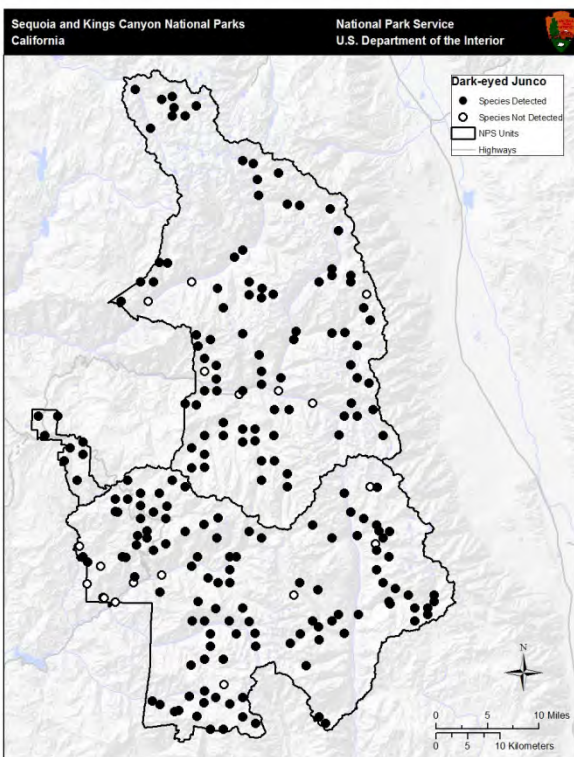 Sequoia and Kings Canyon National Parks
California
National Park Service
U.S. Department of the Interior
Dark-eyed Junco
Species Detected
Species Not Detected
NPS Units
Highways
N
0 5 10 Miles
0 5 10 Kilometers